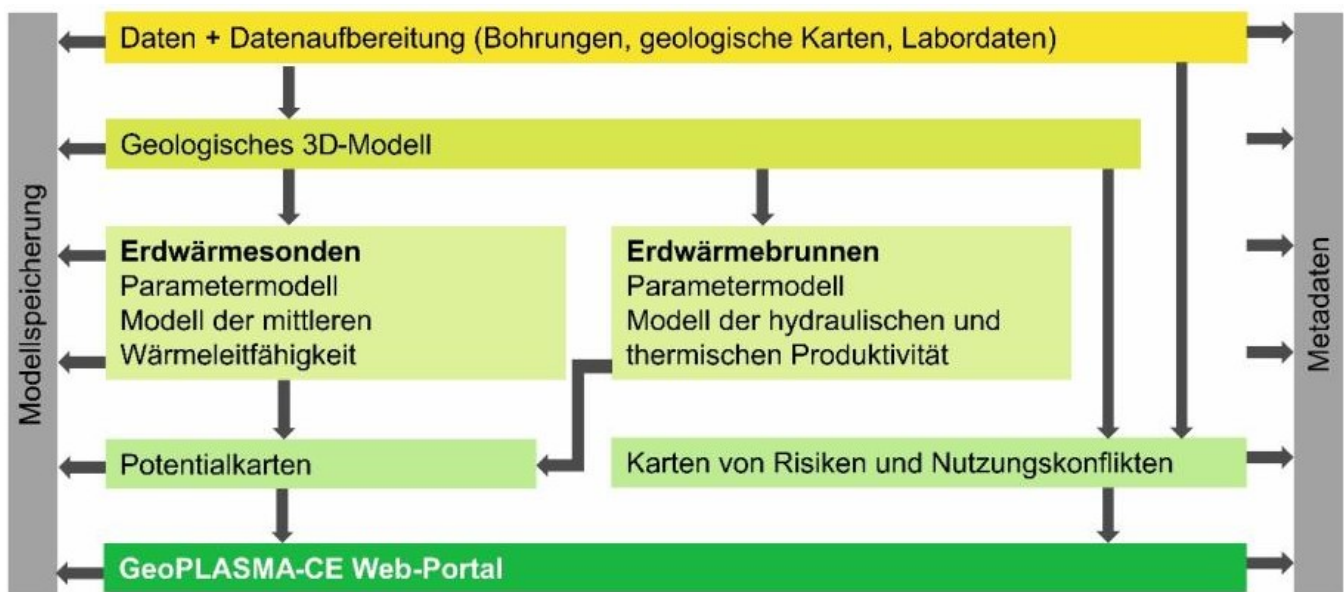 Daten + Datenaufbereitung (Bohrungen, geologische Karten, Labordaten)
Geologisches 3D-Modell
Modellspeicherung
Erdwärmesonden
Parametermodell
Modell der mittleren
Wärmeleitfähigkeit
Erdwärmebrunnen
Parametermodell
Modell der hydraulischen und
thermischen Produktivität
Metadaten
Potentialkarten
Karten von Risiken und Nutzungskonflikten
GeoPLASMA-CE Web-Portal